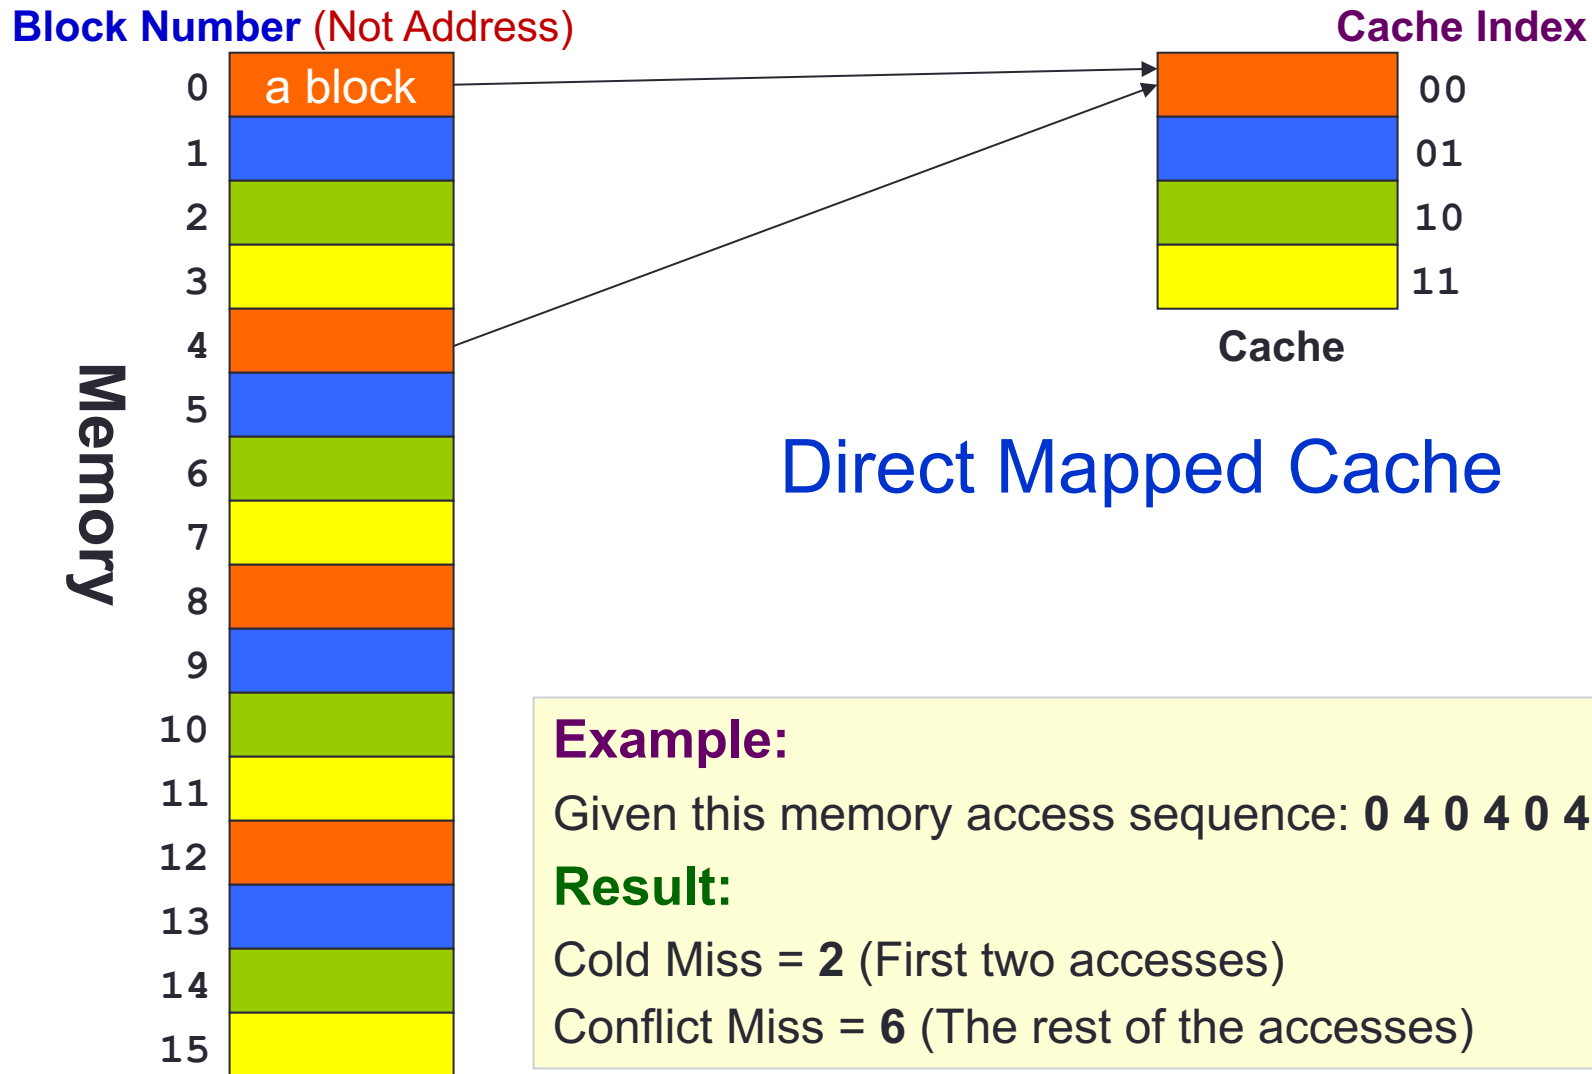 Block Number (Not Address)
Cache Index
0
a block
00
1
01
2
10
3
11
4
Cache
5
Memory
Direct Mapped Cache
6
7
8
9
10
11
12
13
14
15
Example:
Given this memory access sequence: 0 4 0 4 0 4
Result:
Cold Miss = 2 (First two accesses)
Conflict Miss = 6 (The rest of the accesses)